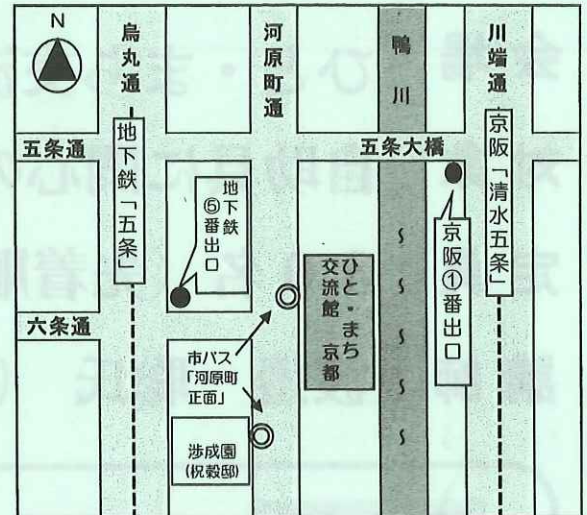 N
烏丸通
河原町通
鴨川
川端通
五条通
五条大橋
地下鉄「五条」
地下鉄
⑤番出口
京阪「清水五条」
京阪①番出口
六条通
ひと・まち
交流館 京都
市バス
「河原町
正面」
渉成園
(枳殻邸)